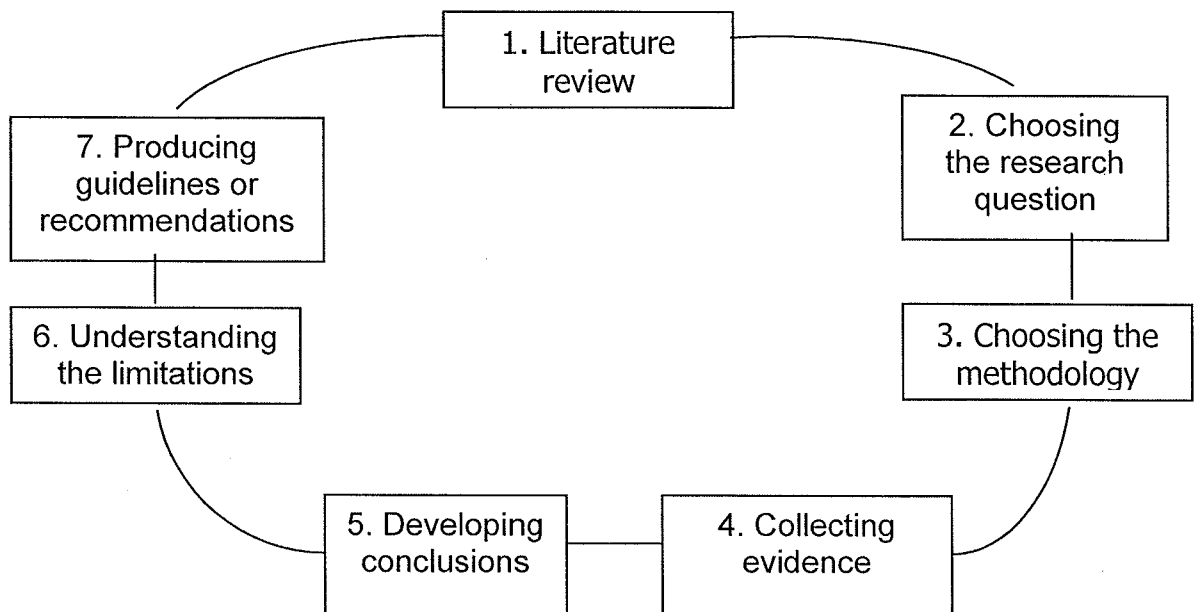 1. Literature
review
2. Choosing
the research
question
3. Choosing the
methodology
4. Collecting
evidence
5. Developing
conclusions
6. Understanding
the limitations
7. Producing
guidelines or
recommendations